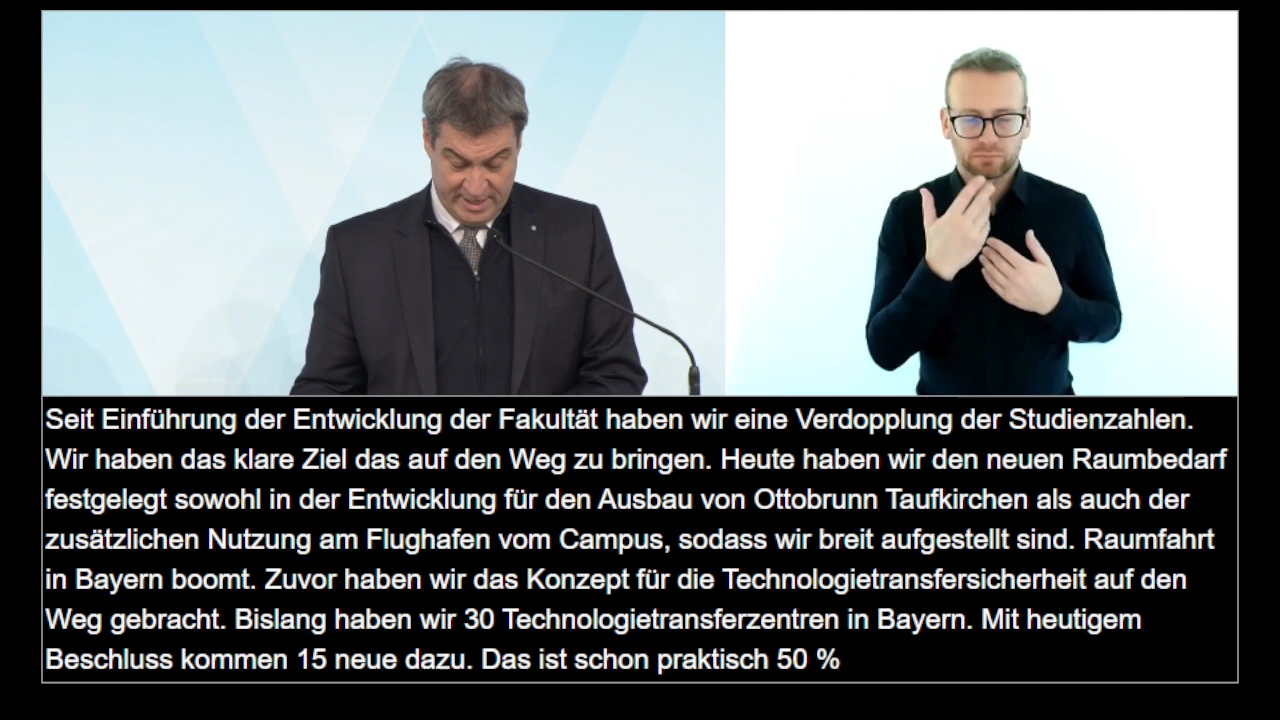 Seit Einführung der Entwicklung der Fakultät haben wir eine Verdopplung der Studienzahlen.
Wir haben das klare Ziel das auf den Weg zu bringen. Heute haben wir den neuen Raumbedarf
festgelegt sowohl in der Entwicklung für den Ausbau von Ottobrunn Taufkirchen als auch der
zusätzlichen Nutzung am Flughafen vom Campus, sodass wir breit aufgestellt sind. Raumfahrt
in Bayern boomt. Zuvor haben wir das Konzept für die Technologietransfersicherheit auf den
Weg gebracht. Bislang haben wir 30 Technologietransferzentren in Bayern. Mit heutigem
Beschluss kommen 15 neue dazu. Das ist schon praktisch 50 %